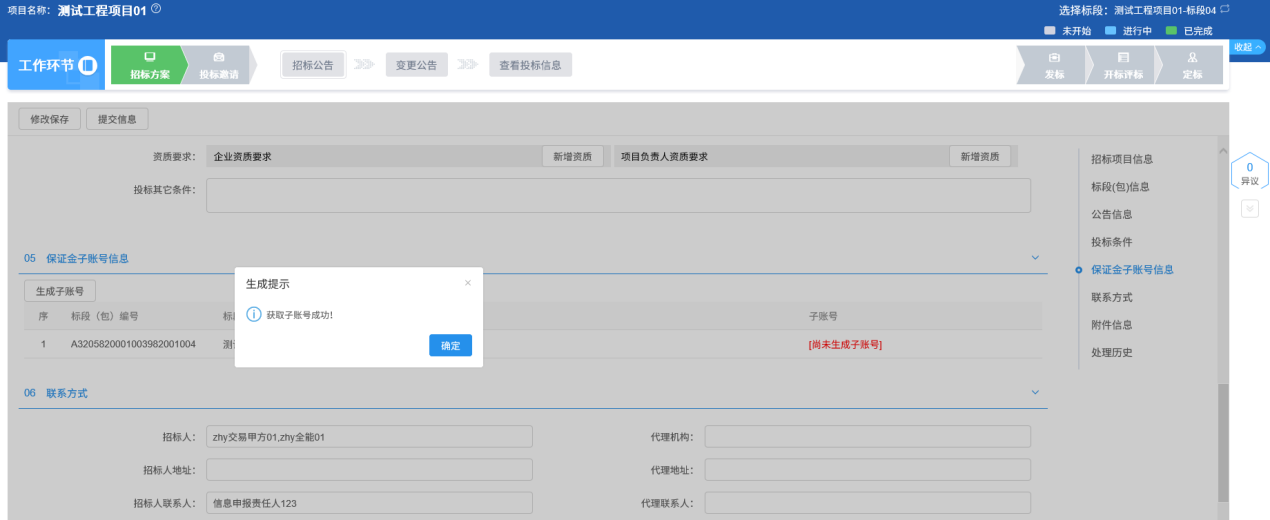 项目名称: 测试工程项目01
选择标段: 测试工程项目01-标段04
未开始 进行中 已完成
收起
工作环节 招标方案 投标邀请 招标公告 变更公告 查看投标信息 发标 开标评标 定标
修改保存 提交信息
资质要求: 企业资质要求 新增资质 项目负责人资质要求 新增资质
投标其它条件:
招标项目信息
标段(包)信息
公告信息
投标条件
保证金子账号信息
联系方式
附件信息
处理历史
0
异议
05 保证金子账号信息
生成子账号
序 标段（包）编号 子账号
1 A3205820001003982001004 [尚未生成子账号]
生成提示 ×
获取子账号成功!
确定
06 联系方式
招标人: zhy交易甲方01,zhy全能01 代理机构:
招标人地址: 代理地址:
招标人联系人: 信息申报责任人123 代理联系人: